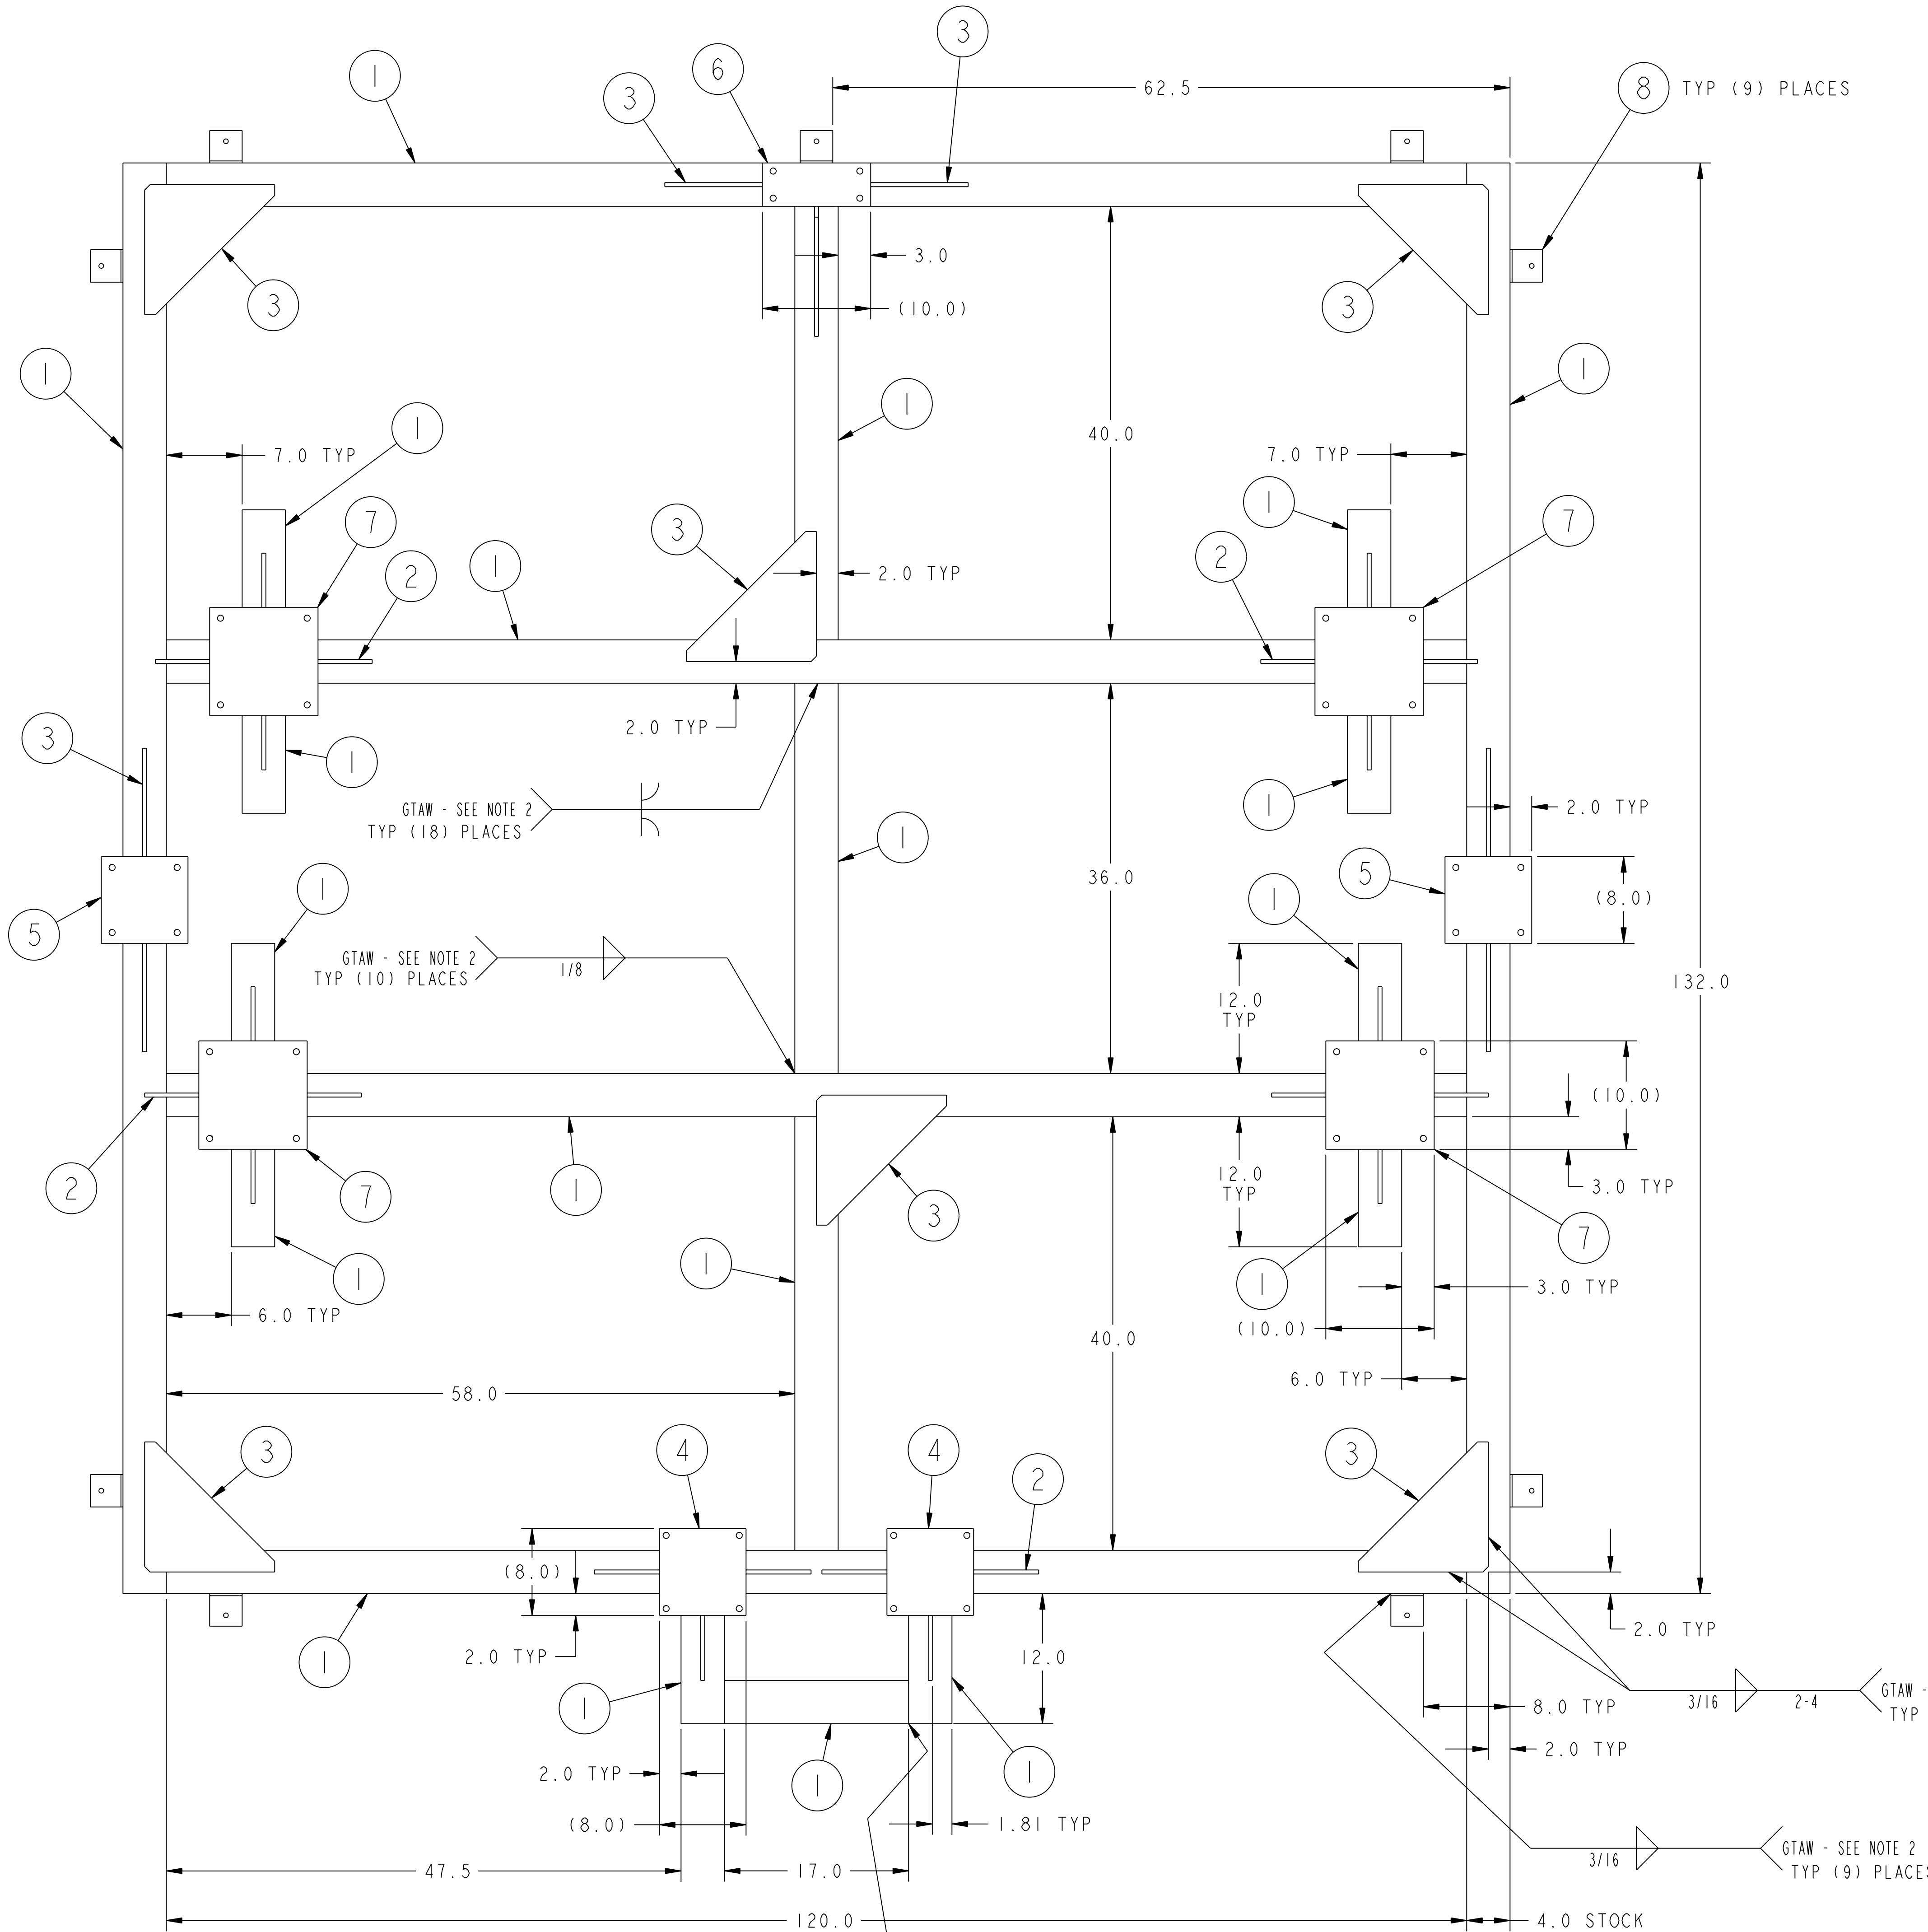 3
6
1
3
62.5
8 TYP (9) PLACES
3.0
(10.0)
3
3
1
1
1
1
40.0
7.0 TYP
7.0 TYP
1
7
3
1
7
1
2
2
2.0 TYP
2.0 TYP
3
1
1
GTAW - SEE NOTE 2
TYP (18) PLACES
2.0 TYP
1
36.0
1
1
5
(8.0)
5
GTAW - SEE NOTE 2
TYP (10) PLACES
1/8
132.0
12.0
TYP
(10.0)
12.0
TYP
3.0 TYP
2
7
1
3
7
1
1
1
3.0 TYP
6.0 TYP
(10.0)
40.0
6.0 TYP
58.0
3
4
4
2
3
(8.0)
2.0 TYP
2.0 TYP
12.0
1
1
3/16
2-4
GTAW -
TYP
8.0 TYP
2.0 TYP
2.0 TYP
1
1
(8.0)
1.81 TYP
3/16
GTAW - SEE NOTE 2
TYP (9) PLACES
47.5
17.0
120.0
4.0 STOCK